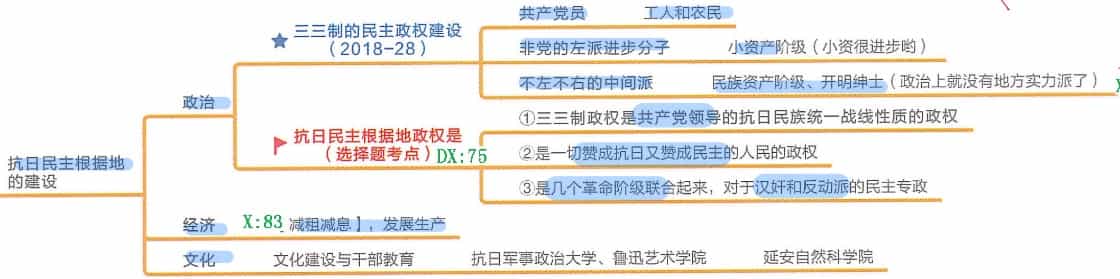 三三制的民主政权建设
(2018-28)
共产党员 工人和农民
非党的左派进步分子 小资产阶级(小资很进步哟)
不左不右的中间派 民族资产阶级、开明绅士(政治上就没有地方实力派了)
政治
抗日民主根据地政权是
(选择题考点) DX:75
①三三制政权是共产党领导的抗日民族统一战线性质的政权
②是一切赞成抗日又赞成民主的人民的政权
③是几个革命阶级联合起来,对于汉奸和反动派的民主专政
抗日民主根据地
的建设
经济 X:83 减租减息】,发展生产
文化 文化建设与干部教育 抗日军事政治大学、鲁迅艺术学院 延安自然科学院